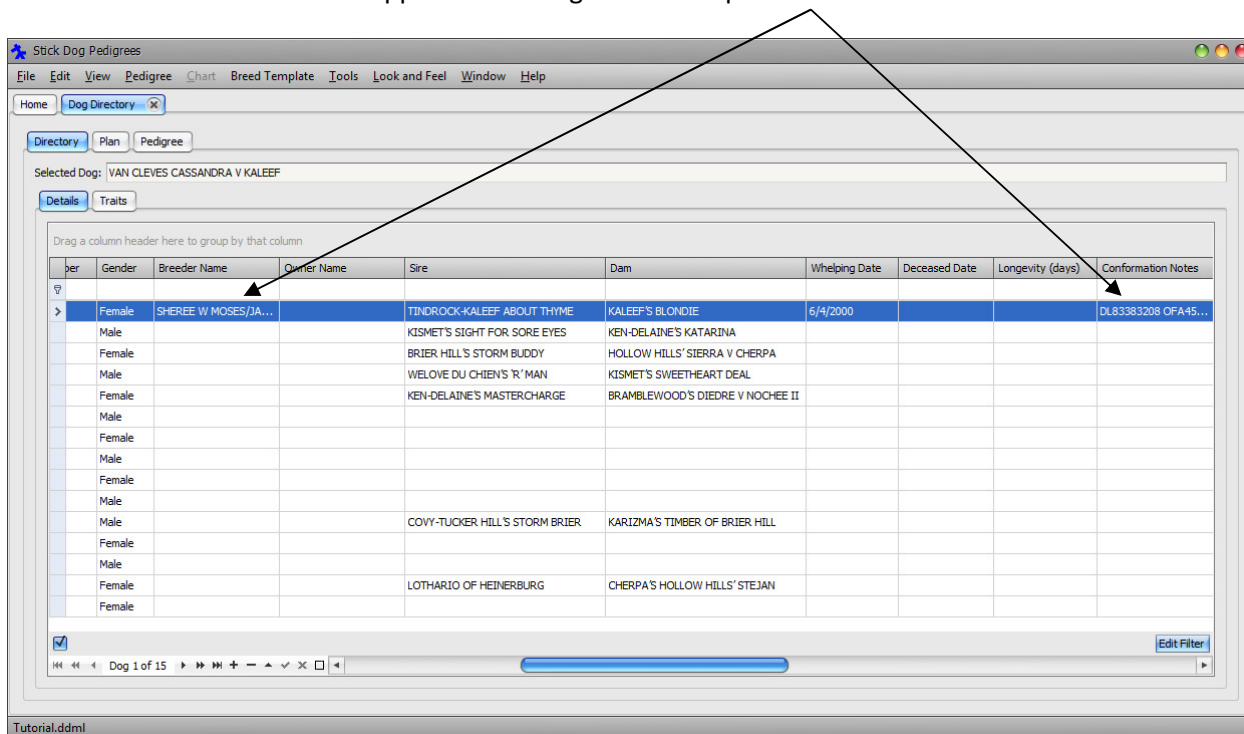 Stick Dog Pedigrees
File Edit View Pedigree Chart Breed Template Tools Look and Feel Window Help
Home Dog Directory
Directory Plan Pedigree
Selected Dog: VAN CLEVES CASSANDRA V KALEEF
Details Traits
Drag a column header here to group by that column
ber Gender Breeder Name Owner Name Sire Dam Whelping Date Deceased Date Longevity (days) Conformation Notes
Female SHEREE W MOSES/JA... TINDROCK-KALEEF ABOUT THYME KALEEF'S BLONDIE 6/4/2000 DL83383208 OFA45...
Male KISMET'S SIGHT FOR SORE EYES KEN-DELAINE'S KATARINA
Female BRIER HILL'S STORM BUDDY HOLLOW HILLS' SIERRA V CHERPA
Male WELOVE DU CHIEN'S 'R' MAN KISMET'S SWEETHEART DEAL
Female KEN-DELAINE'S MASTERCHARGE BRAMBLEWOOD'S DIEDRE V NOCHEE II
Male
Female
Male
Female
Male
Male COVY-TUCKER HILL'S STORM BRIER KARIZMA'S TIMBER OF BRIER HILL
Female
Male
Female LOTHARIO OF HEINERBURG CHERPA'S HOLLOW HILLS' STEJAN
Female
Edit Filter
Dog 1 of 15
Tutorial.ddml